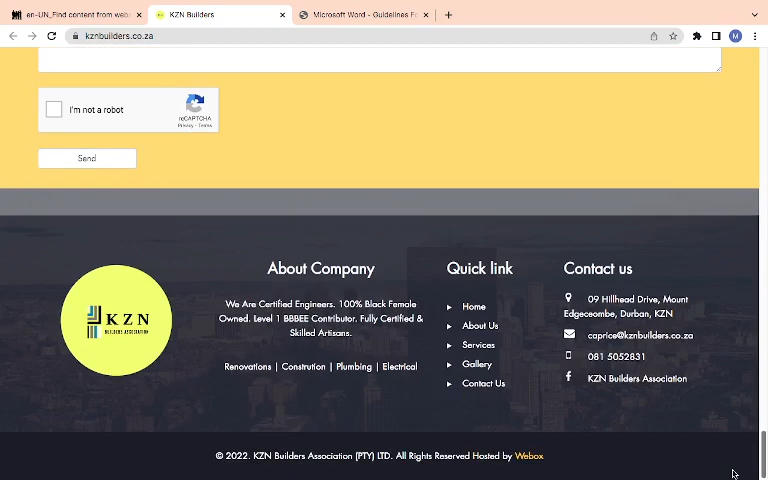 en-UN_Find content from webs
KZN Builders
Microsoft Word - Guidelines Fo
kznbuilders.co.za
M
I'm not a robot
reCAPTCHA
Privacy - Terms
Send
KZN
BUILDERS ASSOCIATION
About Company
We Are Certified Engineers. 100% Black Female
Owned. Level 1 BBBEE Contributor. Fully Certified &
Skilled Artisans.
Renovations | Constrution | Plumbing | Electrical
Quick link
Home
About Us
Services
Gallery
Contact Us
Contact us
09 Hillhead Drive, Mount
Edgeceombe, Durban, KZN
caprice@kznbuilders.co.za
081 5052831
KZN Builders Association
© 2022. KZN Builders Association (PTY) LTD. All Rights Reserved Hosted by Webox